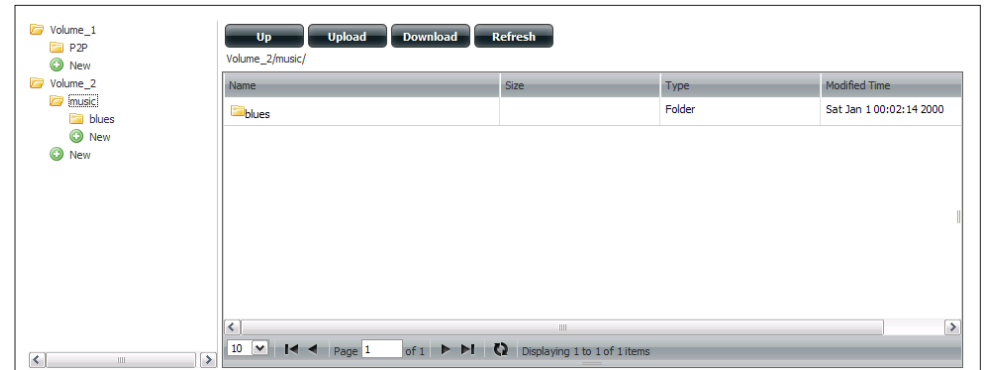 Volume_1
P2P
New
Volume_2
music
blues
New
New
Up Upload Download Refresh
Volume_2/music/
Name Size Type Modified Time
blues Folder Sat Jan 1 00:02:14 2000
10 Page 1 of 1 Displaying 1 to 1 of 1 items